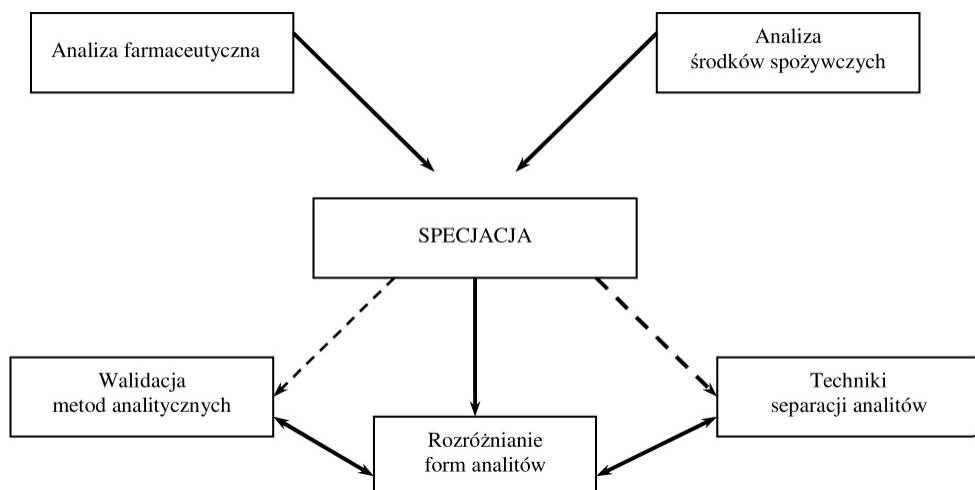 Analiza farmaceutyczna
Analiza
środków spożywczych
SPECJACJA
Walidacja
metod analitycznych
Techniki
separacji analitów
Rozróżnianie
form analitów